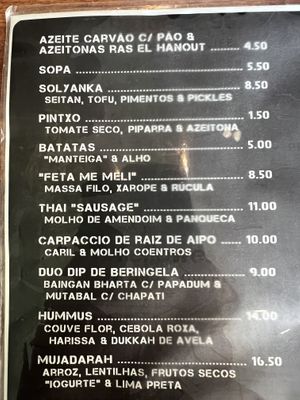 AZEITE CARVÃO C/ PÃO &
AZEITONAS RAS EL HANOUT 4.50
SOPA 5.50
SOLYANKA 8.50
SEITAN, TOFU, PIMENTOS & PICKLES
PINTXO 1.50
TOMATE SECO, PIPARRA & AZEITONA
BATATAS 5.00
"MANTEIGA" & ALHO
"FETA ME MELI" 8.50
MASSA FILO, XAROPE & RÚCULA
THAI "SAUSAGE" 11.00
MOLHO DE AMENDOIM & PANQUECA
CARPACCIO DE RAIZ DE AIPO 10.00
CARIL & MOLHO COENTROS
DUO DIP DE BERINGELA 9.00
BAINGAN BHARTA C/ PAPADUM &
MUTABAL C/ CHAPATI
HUMMUS 14.00
COUVE FLOR, CEBOLA ROXA,
HARISSA & DUKKAH DE AVELA
MUJADARAH 16.50
ARROZ, LENTILHAS, FRUTOS SECOS
"IOGURTE" & LIMA PRETA